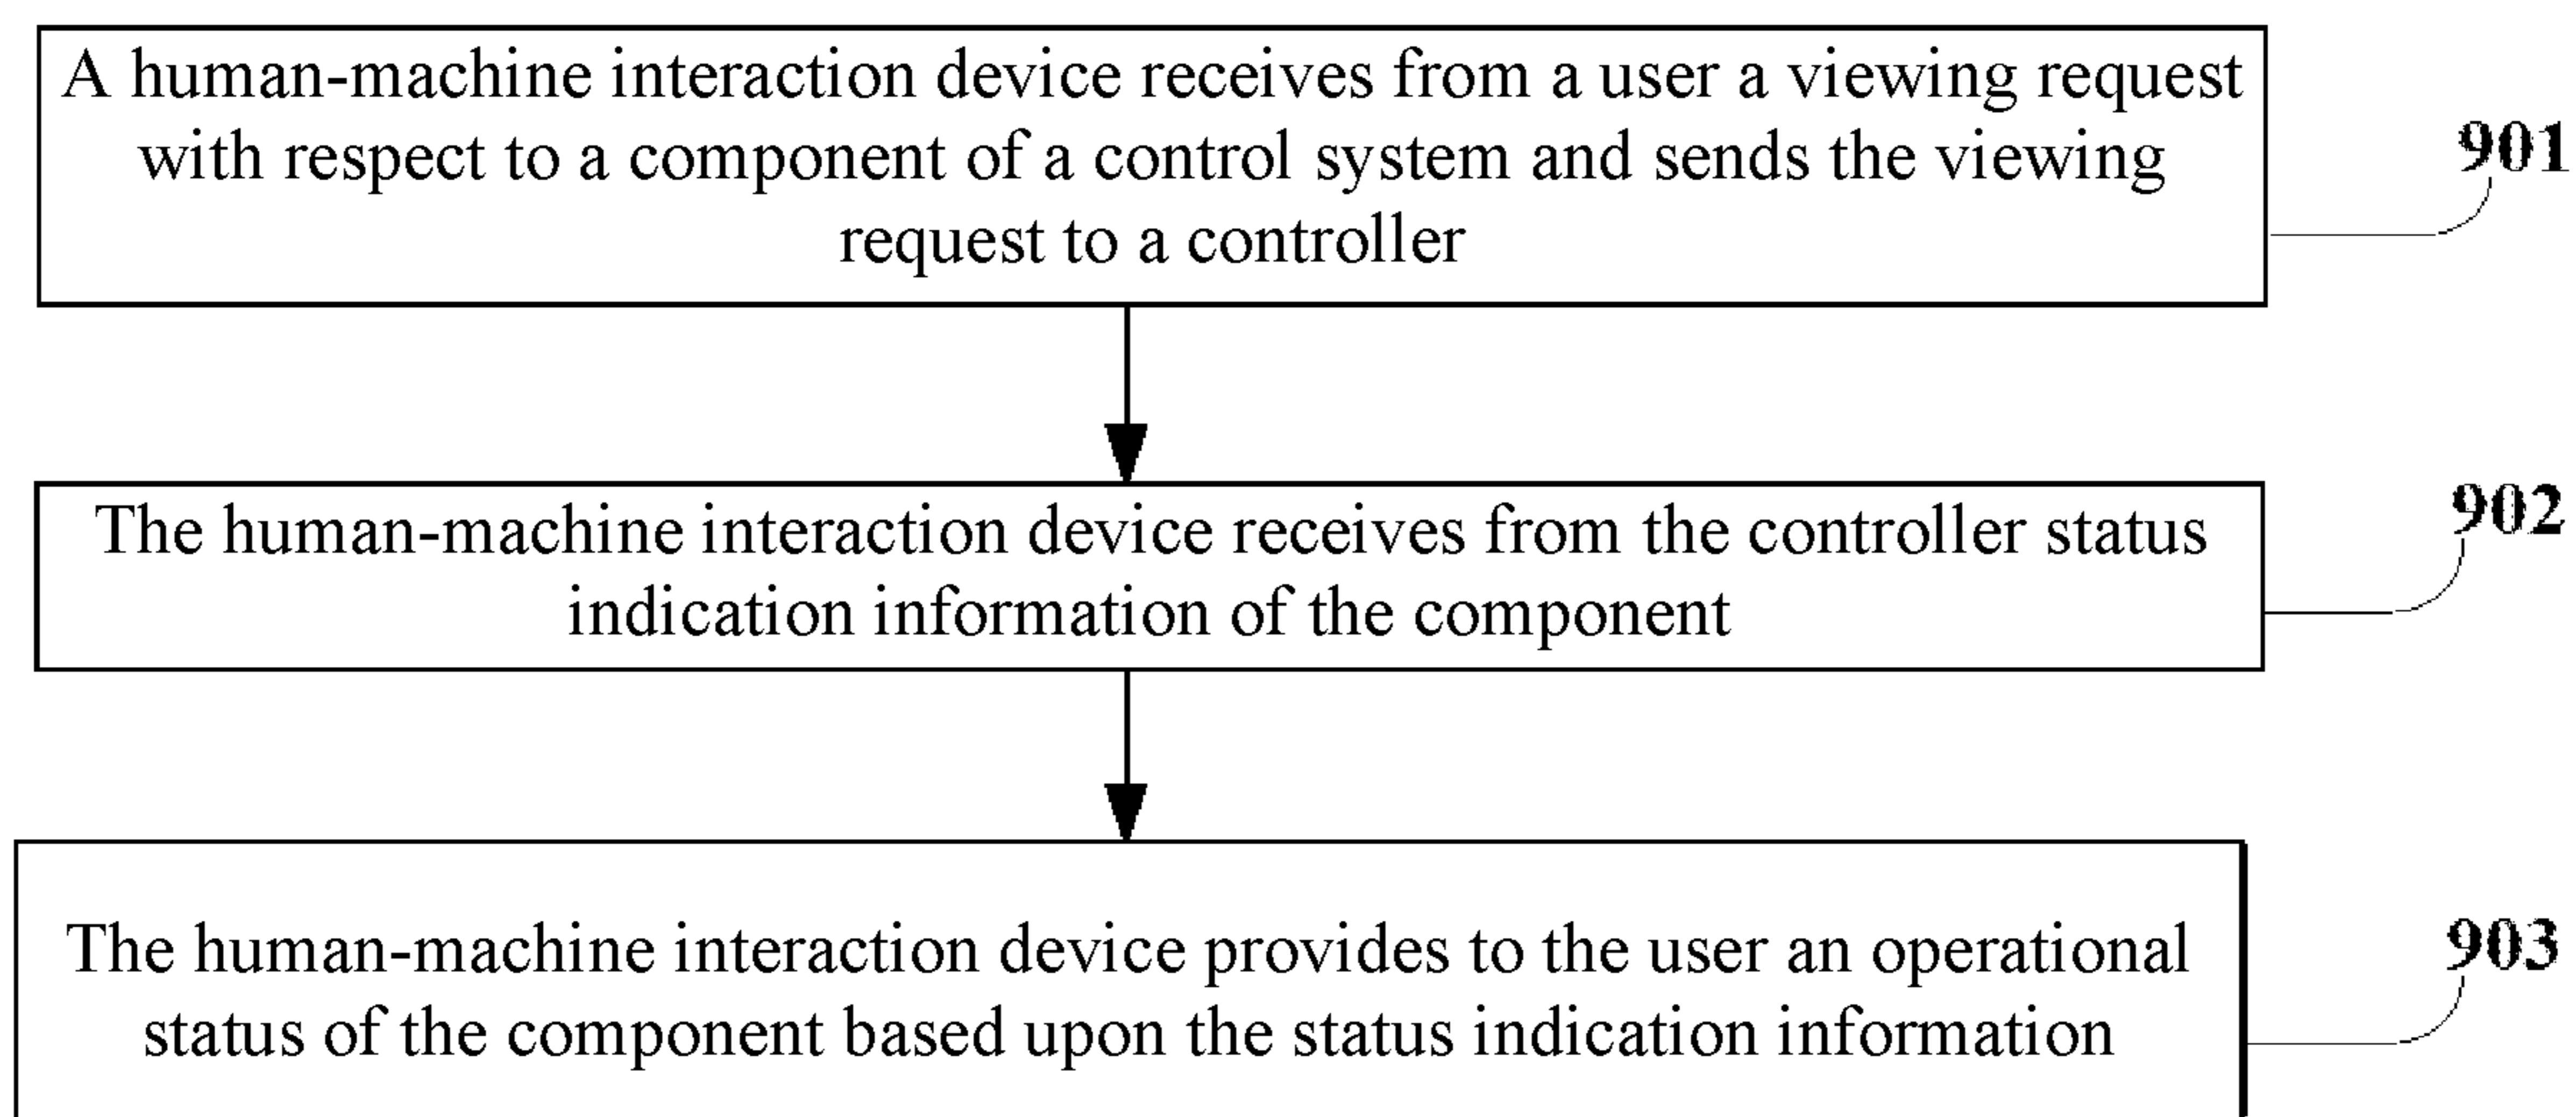 A human-machine interaction device receives from a user a viewing request
with respect to a component of a control system and sends the viewing
request to a controller
901
The human-machine interaction device receives from the controller status
indication information of the component
902
The human-machine interaction device provides to the user an operational
status of the component based upon the status indication information
903